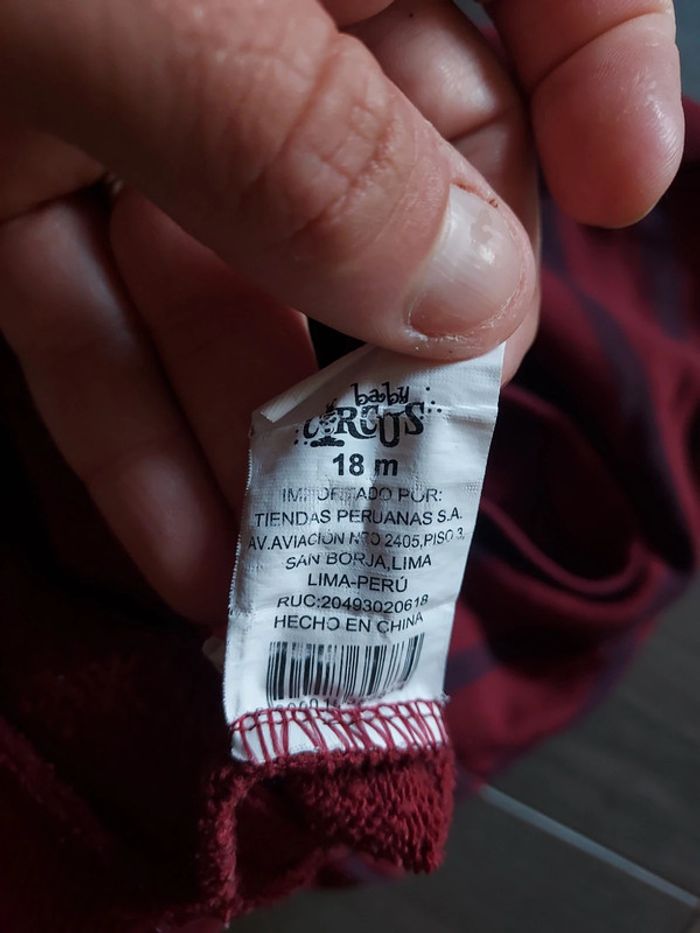 baby
CIRCUS
18 m
IMPORTADO POR:
TIENDAS PERUANAS S.A.
AV.AVIACIÓN NRO 2405,PISO 3,
SAN BORJA,LIMA
LIMA-PERÚ
RUC:20493020618
HECHO EN CHINA